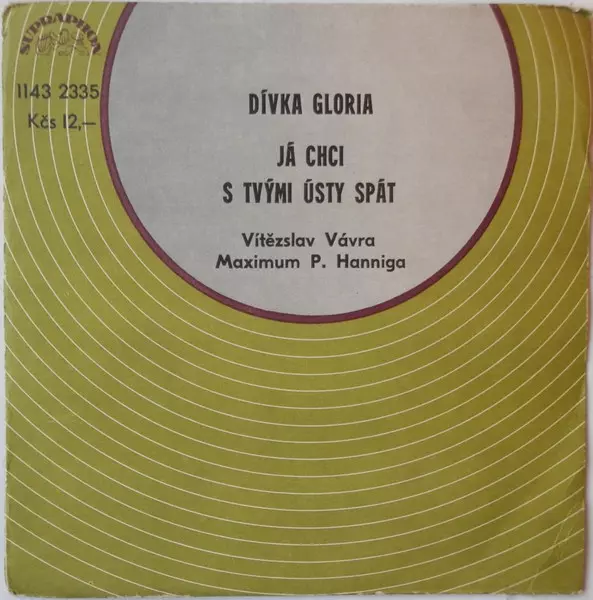 SUPRAPHON
1143 2335
Kčs 12,—
DÍVKA GLORIA
JÁ CHCI
S TVÝMI ÚSTY SPÁT
Vítězslav Vávra
Maximum P. Hanniga